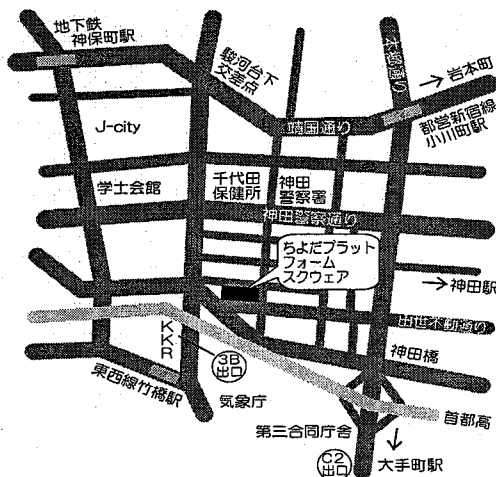 地下鉄
神保町駅
駿河台下
交差点
本郷通り
→岩本町
靖国通り
都営新宿線
小川町駅
J-city
学士会館
千代田
保健所
神田
警察署
神田警察通り
ちよだプラット
フォーム
スクウェア
→神田駅
出世不動通り
KKR
3B
出口
神田橋
東西線竹橋駅
気象庁
首都高
第三合同庁舎
C2
出口
↓
大手町駅